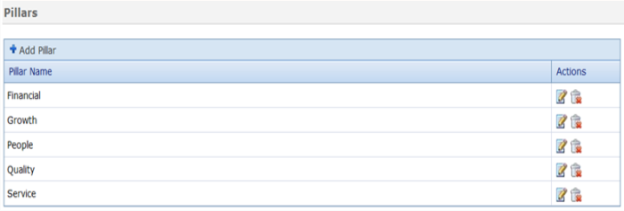 Pillars
Add Pillar
Pillar Name Actions
Financial
Growth
People
Quality
Service